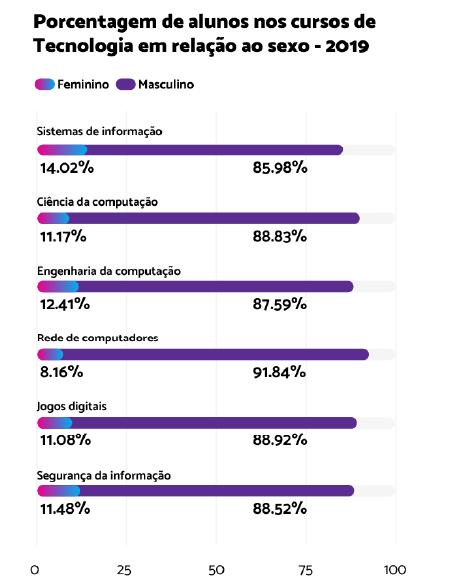 Porcentagem de alunos nos cursos de
Tecnologia em relação ao sexo - 2019
Feminino Masculino
Sistemas de informação
14.02% 85.98%
Ciência da computação
11.17% 88.83%
Engenharia da computação
12.41% 87.59%
Rede de computadores
8.16% 91.84%
Jogos digitais
11.08% 88.92%
Segurança da informação
11.48% 88.52%
0 25 50 75 100